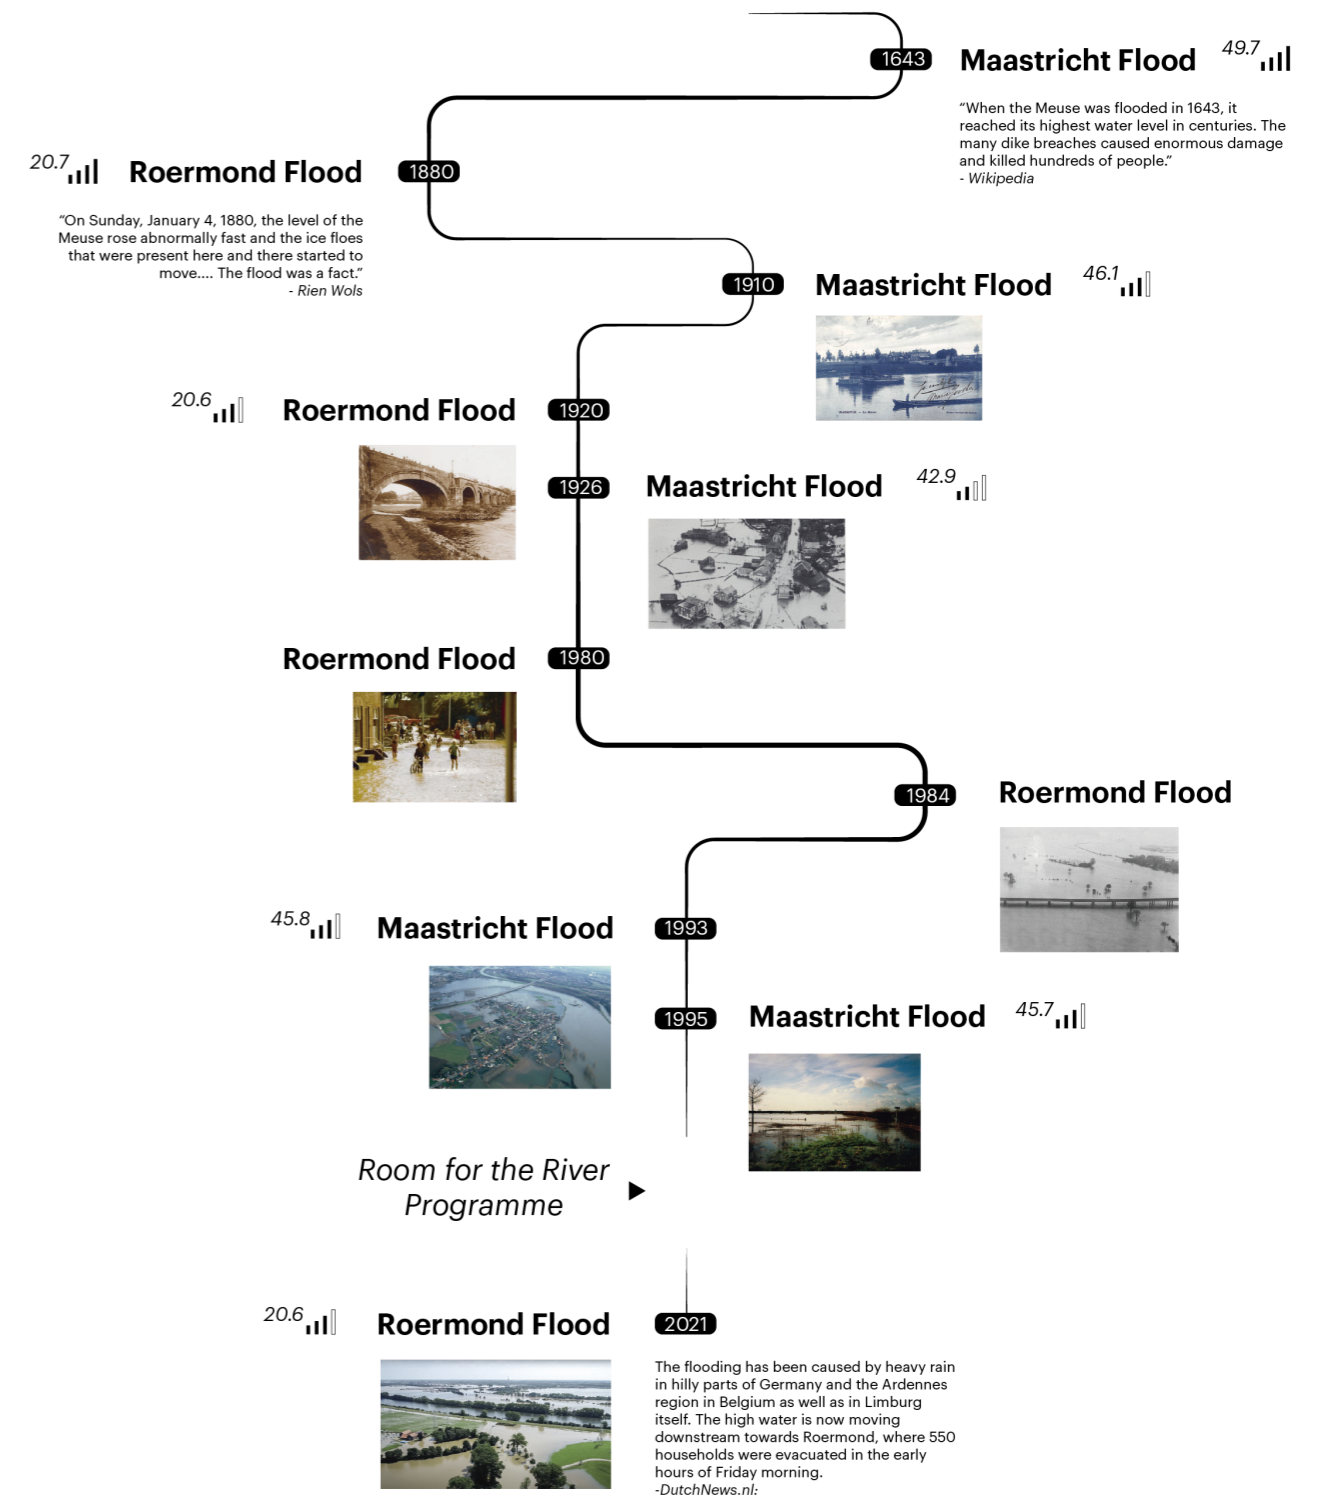 1643
Maastricht Flood
49.7
“When the Meuse was flooded in 1643, it
reached its highest water level in centuries. The
many dike breaches caused enormous damage
and killed hundreds of people.”
- Wikipedia
20.7
Roermond Flood
1880
“On Sunday, January 4, 1880, the level of the
Meuse rose abnormally fast and the ice floes
that were present here and there started to
move.... The flood was a fact.”
- Rien Wols
1910
Maastricht Flood
46.1
20.6
Roermond Flood
1920
1926
Maastricht Flood
42.9
Roermond Flood
1980
1984
Roermond Flood
45.8
Maastricht Flood
1993
1995
Maastricht Flood
45.7
Room for the River
Programme
20.6
Roermond Flood
2021
The flooding has been caused by heavy rain
in hilly parts of Germany and the Ardennes
region in Belgium as well as in Limburg
itself. The high water is now moving
downstream towards Roermond, where 550
households were evacuated in the early
hours of Friday morning.
-DutchNews.nl: